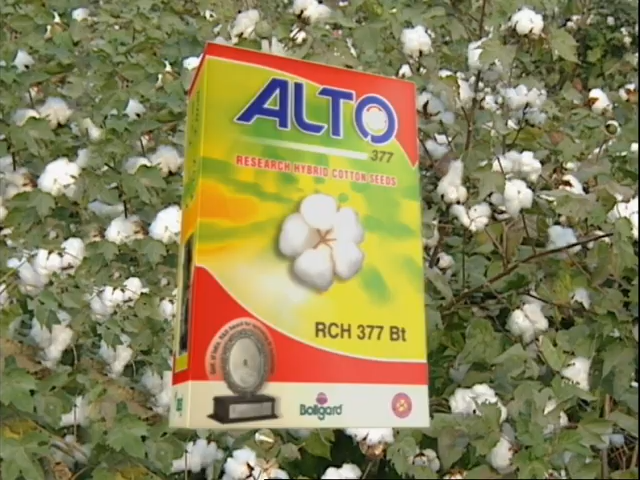 ALTO
377
RESEARCH HYBRID COTTON SEEDS
RCH 377 Bt
Bollgard